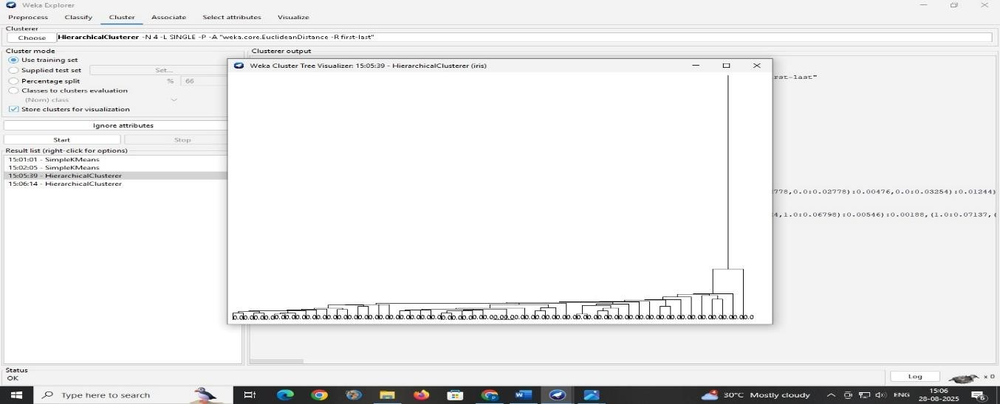 Weka Explorer
Preprocess Classify Cluster Associate Select attributes Visualize
Clusterer
Choose HierarchicalClusterer -N 4 -L SINGLE -P -A "weka.core.EuclideanDistance -R first-last"
Cluster mode
Use training set
Supplied test set Set...
Percentage split % 66
Classes to clusters evaluation
(Nom) class
Store clusters for visualization
Ignore attributes
Start Stop
Result list (right-click for options)
15:01:01 - SimpleKMeans
15:02:05 - SimpleKMeans
15:05:39 - HierarchicalClusterer
15:06:14 - HierarchicalClusterer
Clusterer output
Weka Cluster Tree Visualizer: 15:05:39 - HierarchicalClusterer (iris)
rst-last"
778,0.0:0.02778):0.00476,0.0:0.03254):0.01244)
4,1.0:0.06798):0.00546):0.00188,(1.0:0.07137,(
Status
OK
Log x 0
Type here to search
30°C Mostly cloudy ENG 15:06
28-08-2025 6